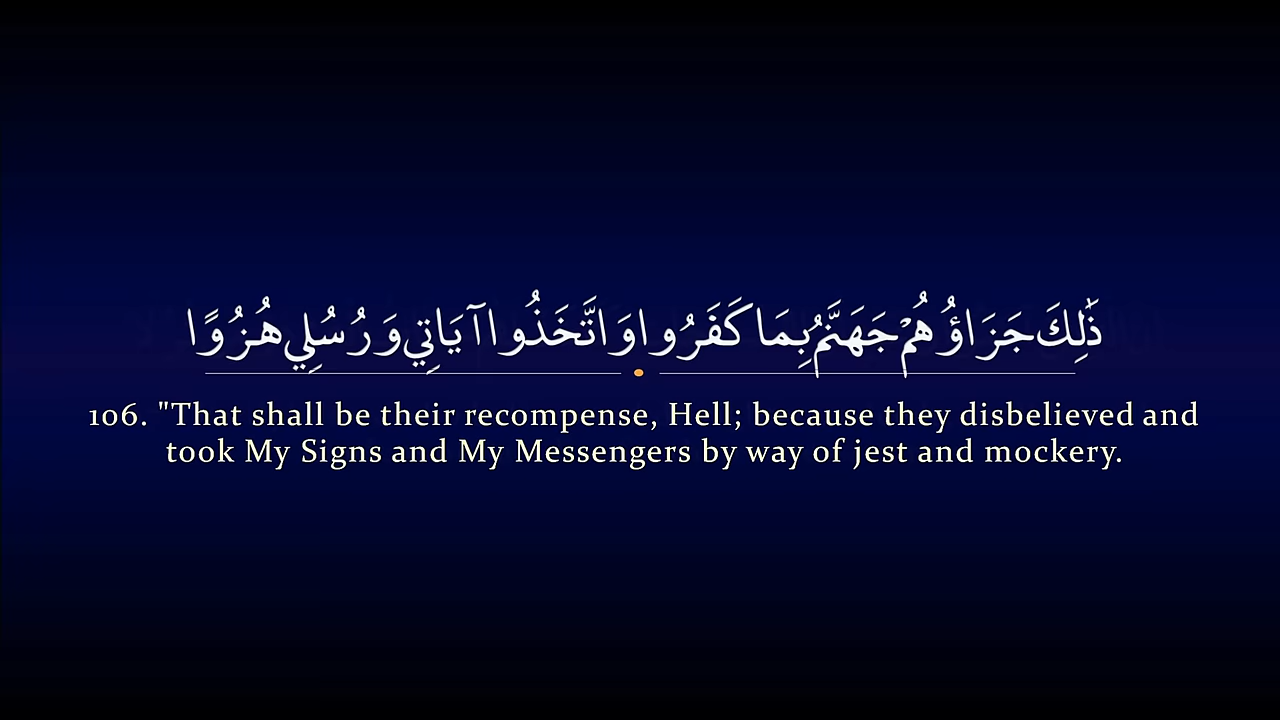 ذَٰلِكَ جَزَاؤُهُمْ جَهَنَّمُ بِمَا كَفَرُوا وَاتَّخَذُوا آيَاتِي وَرُسُلِي هُزُوًا
106. "That shall be their recompense, Hell; because they disbelieved and
took My Signs and My Messengers by way of jest and mockery.